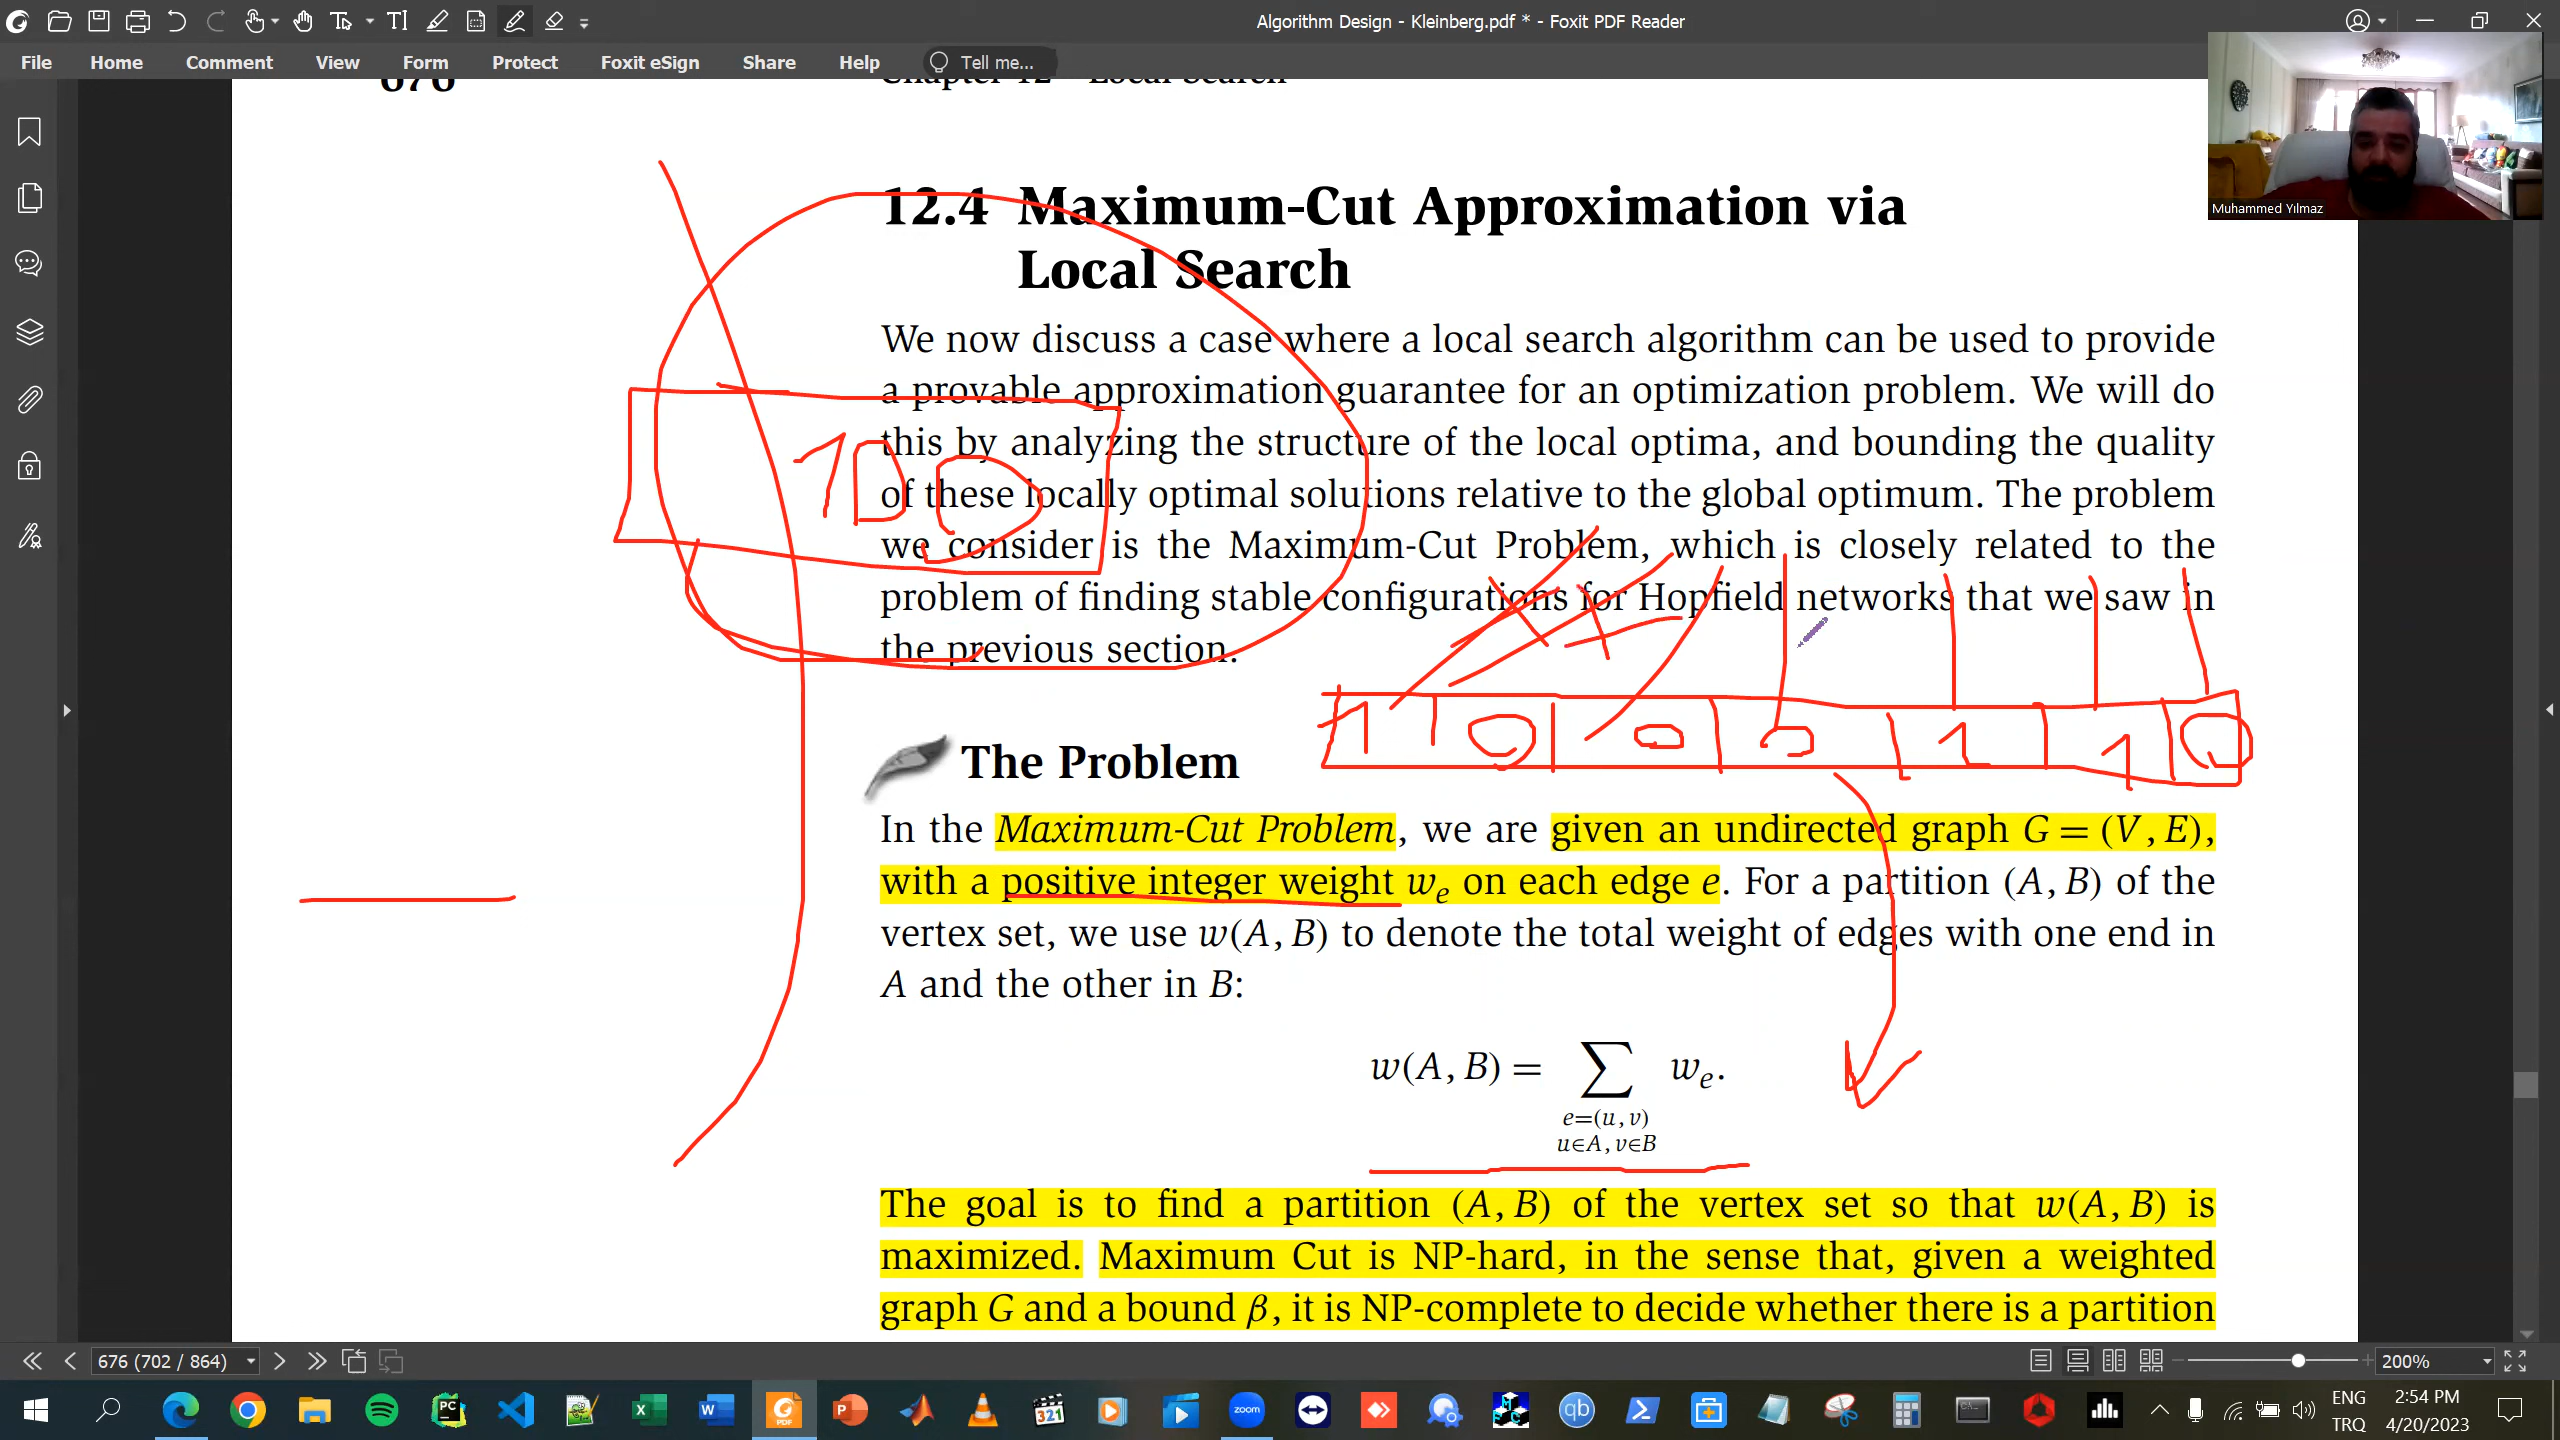 Algorithm Design - Kleinberg.pdf * - Foxit PDF Reader
File Home Comment View Form Protect Foxit eSign Share Help Tell me...
Muhammed Yılmaz
676 Chapter 12 Local Search
12.4 Maximum-Cut Approximation via
Local Search
We now discuss a case where a local search algorithm can be used to provide
a provable approximation guarantee for an optimization problem. We will do
this by analyzing the structure of the local optima, and bounding the quality
of these locally optimal solutions relative to the global optimum. The problem
we consider is the Maximum-Cut Problem, which is closely related to the
problem of finding stable configurations for Hopfield networks that we saw in
the previous section.
100
1 0 0 0 1 1 0
The Problem
In the Maximum-Cut Problem, we are given an undirected graph G = (V, E),
with a positive integer weight wₑ on each edge e. For a partition (A, B) of the
vertex set, we use w(A, B) to denote the total weight of edges with one end in
A and the other in B:
w(A, B) = ∑ wₑ.
e=(u,v)
u∈A, v∈B
The goal is to find a partition (A, B) of the vertex set so that w(A, B) is
maximized. Maximum Cut is NP-hard, in the sense that, given a weighted
graph G and a bound β, it is NP-complete to decide whether there is a partition
676 (702 / 864)
200%
ENG
TRQ
2:54 PM
4/20/2023